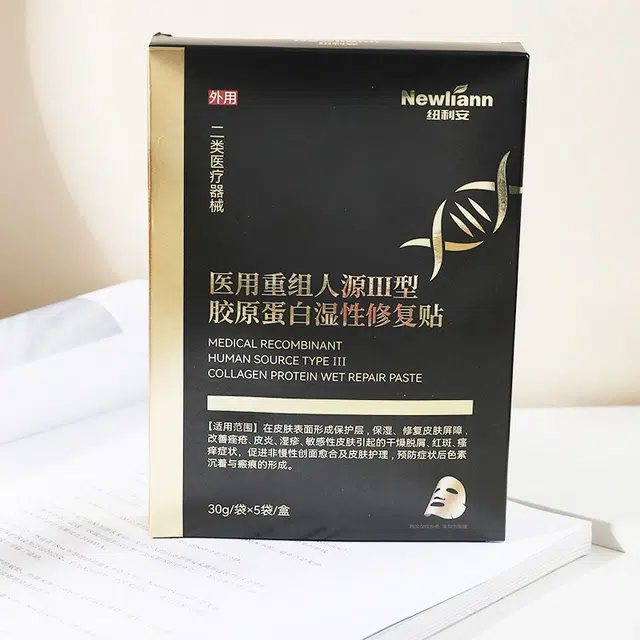 Newliann
纽利安
外用
二类医疗器械
Newliann
纽利安
医用重组人源III型
胶原蛋白湿性修复贴
MEDICAL RECOMBINANT
HUMAN SOURCE TYPE III
COLLAGEN PROTEIN WET REPAIR PASTE
【适用范围】在皮肤表面形成保护层，保湿、修复皮肤屏障，
改善痤疮、皮炎、湿疹、敏感性皮肤引起的干燥脱屑、红斑、瘙
痒症状，促进非慢性创面愈合及皮肤护理，预防症状后色素
沉着与瘢痕的形成。
30g/袋×5袋/盒